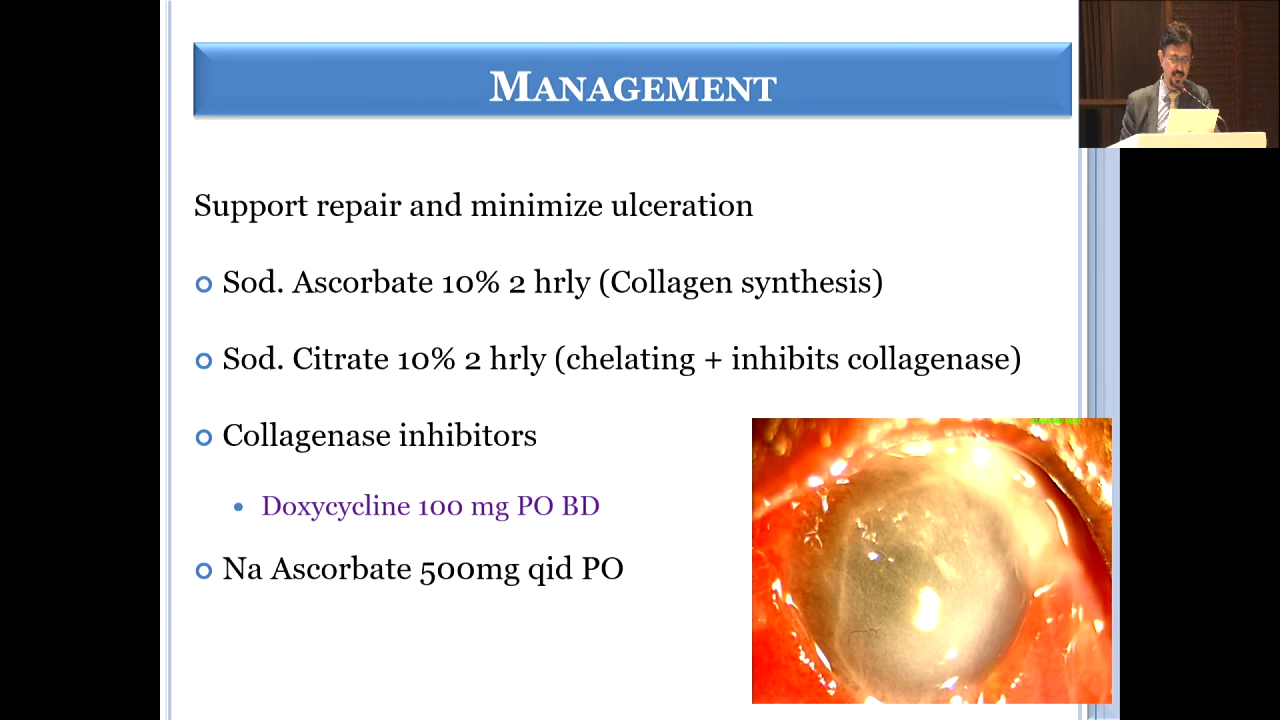 MANAGEMENT
Support repair and minimize ulceration
Sod. Ascorbate 10% 2 hrly (Collagen synthesis)
Sod. Citrate 10% 2 hrly (chelating + inhibits collagenase)
Collagenase inhibitors
Doxycycline 100 mg PO BD
Na Ascorbate 500mg qid PO